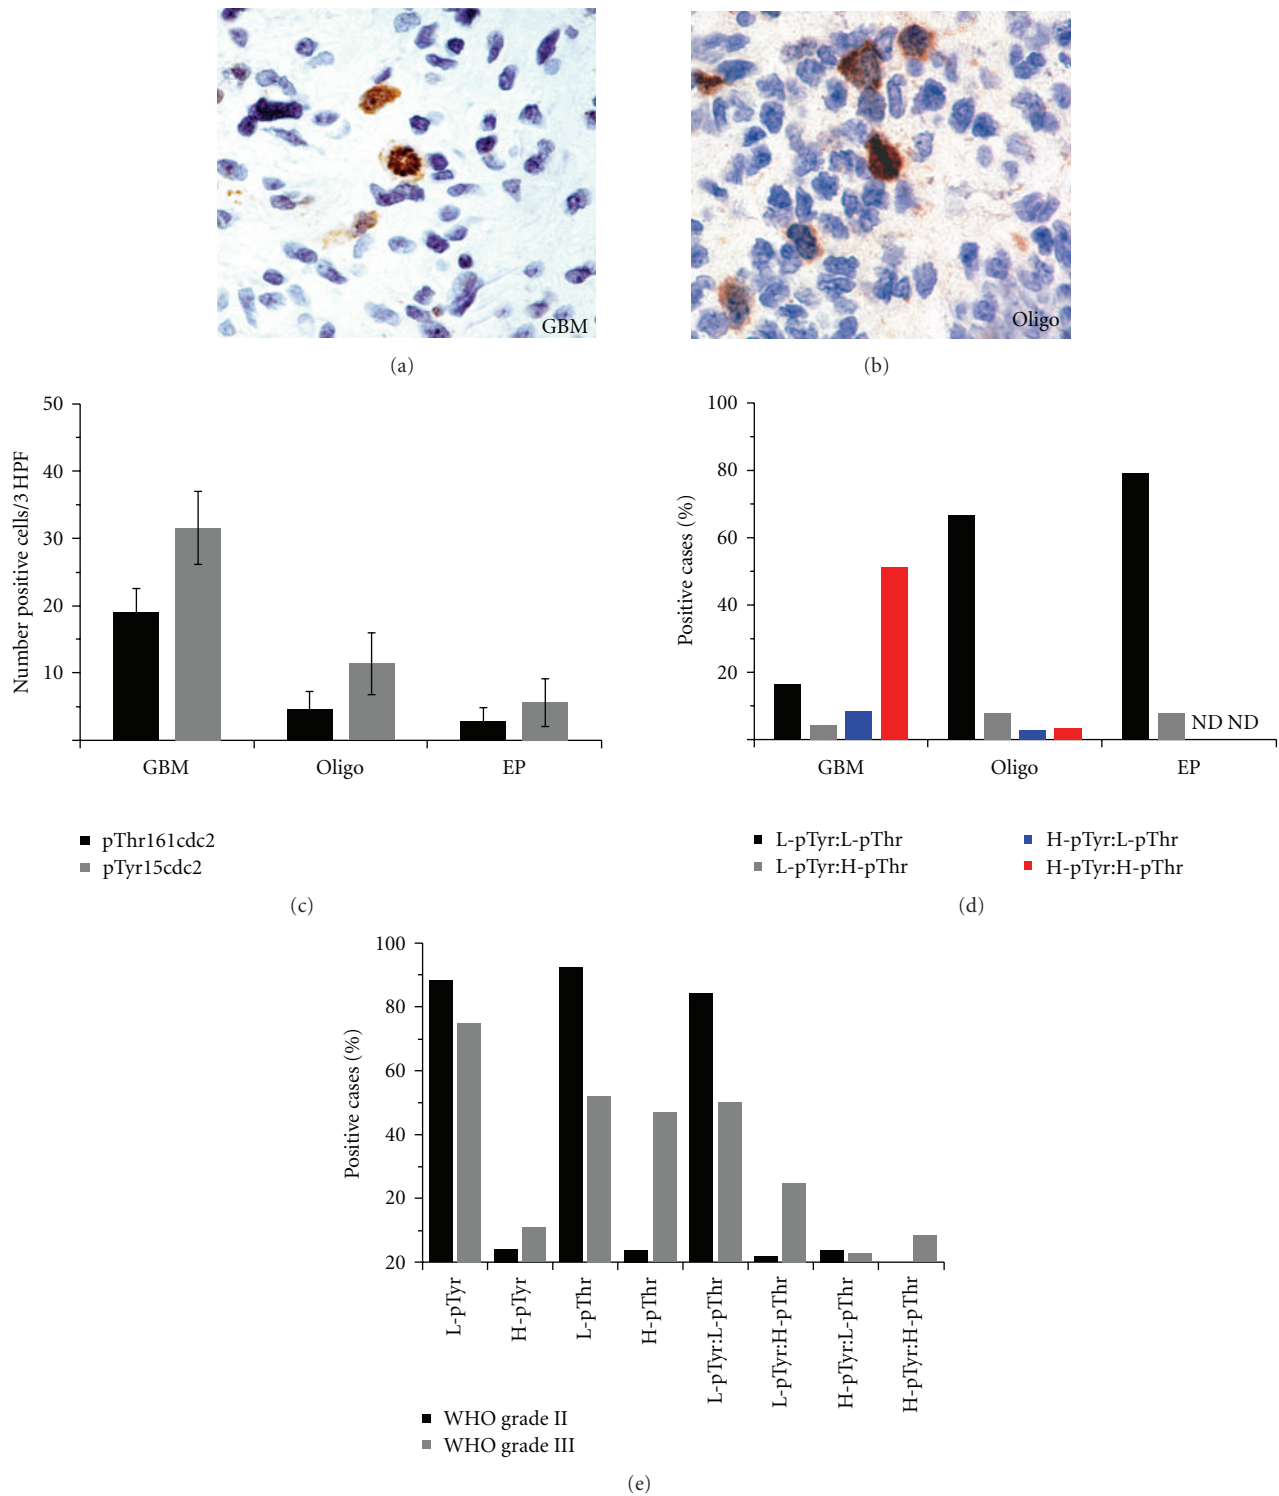 GBM
Oligo
(a)
(b)
Number positive cells/3 HPF
50
40
30
20
10
GBM
Oligo
EP
pThr161cdc2
pTyr15cdc2
(c)
Positive cases (%)
100
80
60
40
20
ND ND
GBM
Oligo
EP
L-pTyr:L-pThr
L-pTyr:H-pThr
H-pTyr:L-pThr
H-pTyr:H-pThr
(d)
Positive cases (%)
100
80
60
40
20
20
L-pTyr
H-pTyr
L-pThr
H-pThr
L-pTyr:L-pThr
L-pTyr:H-pThr
H-pTyr:L-pThr
H-pTyr:H-pThr
WHO grade II
WHO grade III
(e)